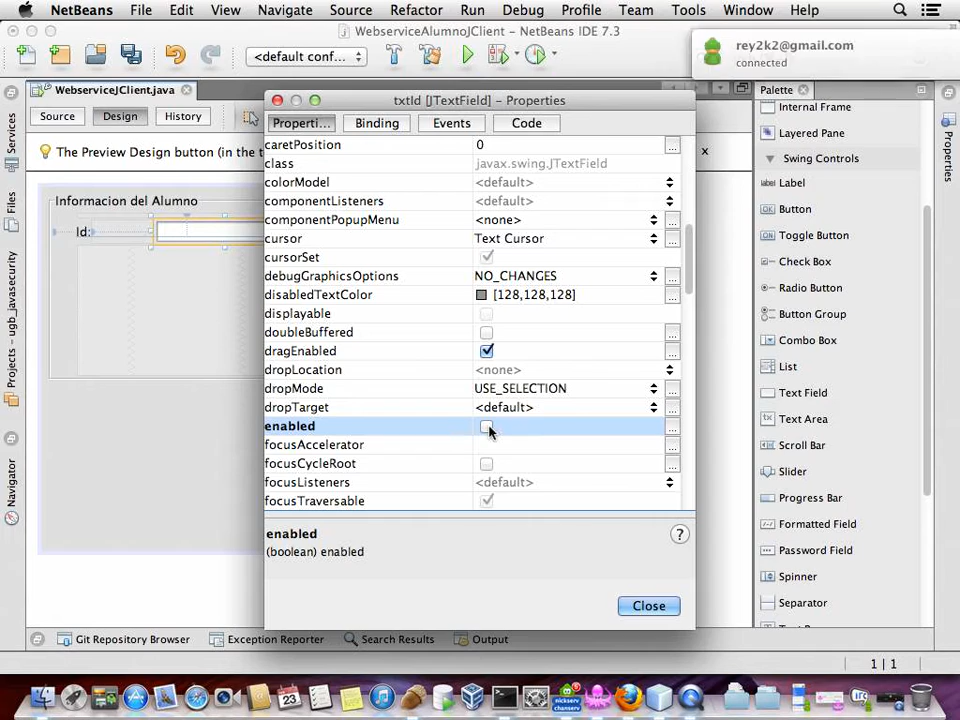 NetBeans File Edit View Navigate Source Refactor Run Debug Profile Team Tools Window Help
WebserviceAlumnoJClient – NetBeans IDE 7.3
rey2k2@gmail.com
connected
<default conf...
WebserviceJClient.java
Source Design History
The Preview Design button (in the t
x
Services
Files
Projects – ugb_javasecurity
Navigator
Informacion del Alumno
Id:
txtId [JTextField] – Properties
Properti... Binding Events Code
caretPosition 0 ...
class javax.swing.JTextField
colorModel <default>
componentListeners <default>
componentPopupMenu <none> ...
cursor Text Cursor ...
cursorSet
debugGraphicsOptions NO_CHANGES ...
disabledTextColor [128,128,128] ...
displayable
doubleBuffered ...
dragEnabled ...
dropLocation <none>
dropMode USE_SELECTION ...
dropTarget <default> ...
enabled ...
focusAccelerator ...
focusCycleRoot ...
focusListeners <default>
focusTraversable
enabled
(boolean) enabled
?
Close
Palette
Internal Frame
Layered Pane
Swing Controls
label Label
Button
Toggle Button
Check Box
Radio Button
Button Group
Combo Box
List
Text Field
Text Area
Scroll Bar
Slider
Progress Bar
Formatted Field
Password Field
Spinner
Separator
Properties
Git Repository Browser Exception Reporter Search Results Output
1 | 1